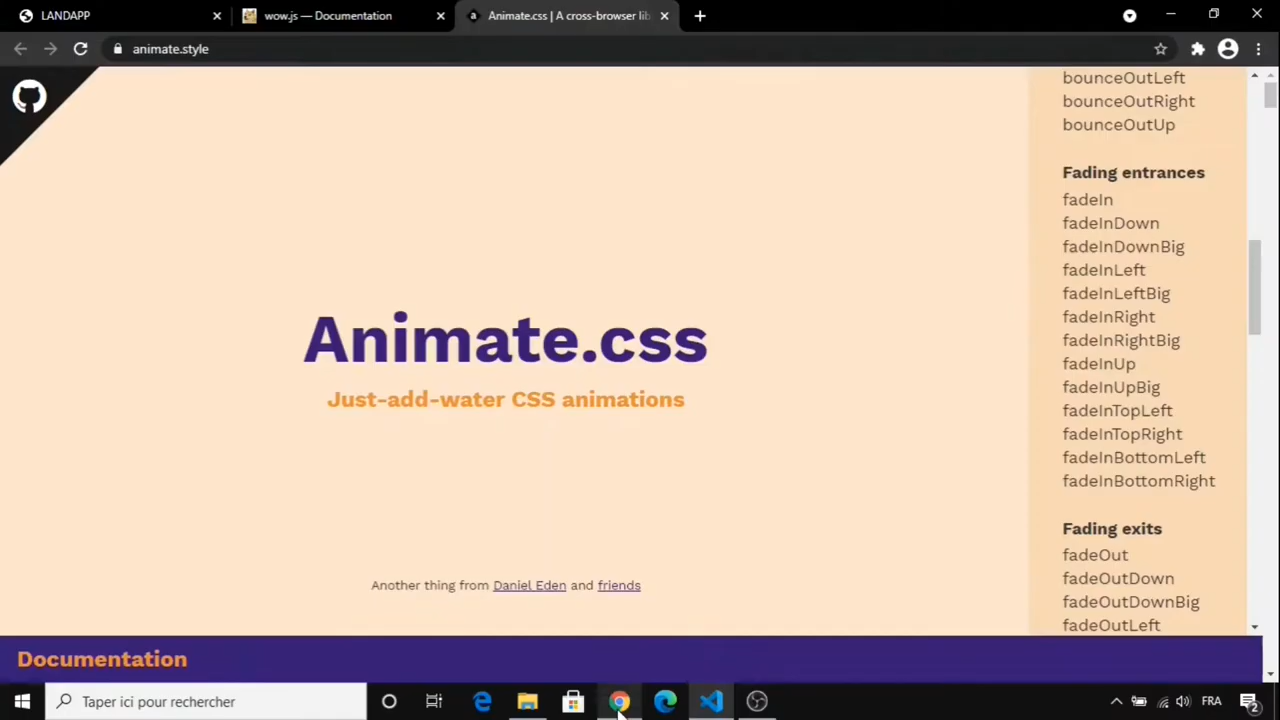 LANDAPP
wow.js — Documentation
Animate.css | A cross-browser lib
animate.style
bounceOutLeft
bounceOutRight
bounceOutUp
Fading entrances
fadeIn
fadeInDown
fadeInDownBig
fadeInLeft
fadeInLeftBig
fadeInRight
fadeInRightBig
fadeInUp
fadeInUpBig
fadeInTopLeft
fadeInTopRight
fadeInBottomLeft
fadeInBottomRight
Fading exits
fadeOut
fadeOutDown
fadeOutDownBig
fadeOutLeft
Animate.css
Just-add-water CSS animations
Another thing from Daniel Eden and friends
Documentation
Taper ici pour rechercher
FRA
2